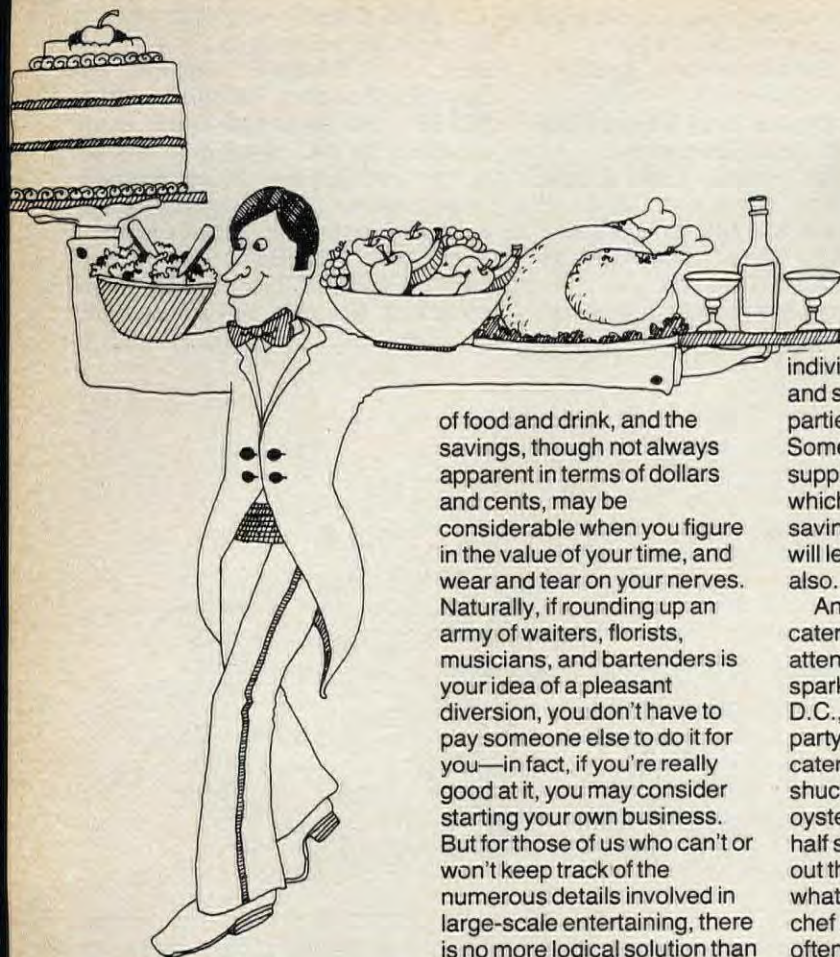 of food and drink, and the
savings, though not always
apparent in terms of dollars
and cents, may be
considerable when you figure
in the value of your time, and
wear and tear on your nerves.
Naturally, if rounding up an
army of waiters, florists,
musicians, and bartenders is
your idea of a pleasant
diversion, you don't have to
pay someone else to do it for
you—in fact, if you're really
good at it, you may consider
starting your own business.
But for those of us who can't or
won't keep track of the
numerous details involved in
large-scale entertaining, there
is no more logical solution than
indivi
and s
partie
Some
supp
which
savin
will le
also.
An
cater
atten
spark
D.C.,
party
cater
shuc
oyste
half s
out th
what
chef
often